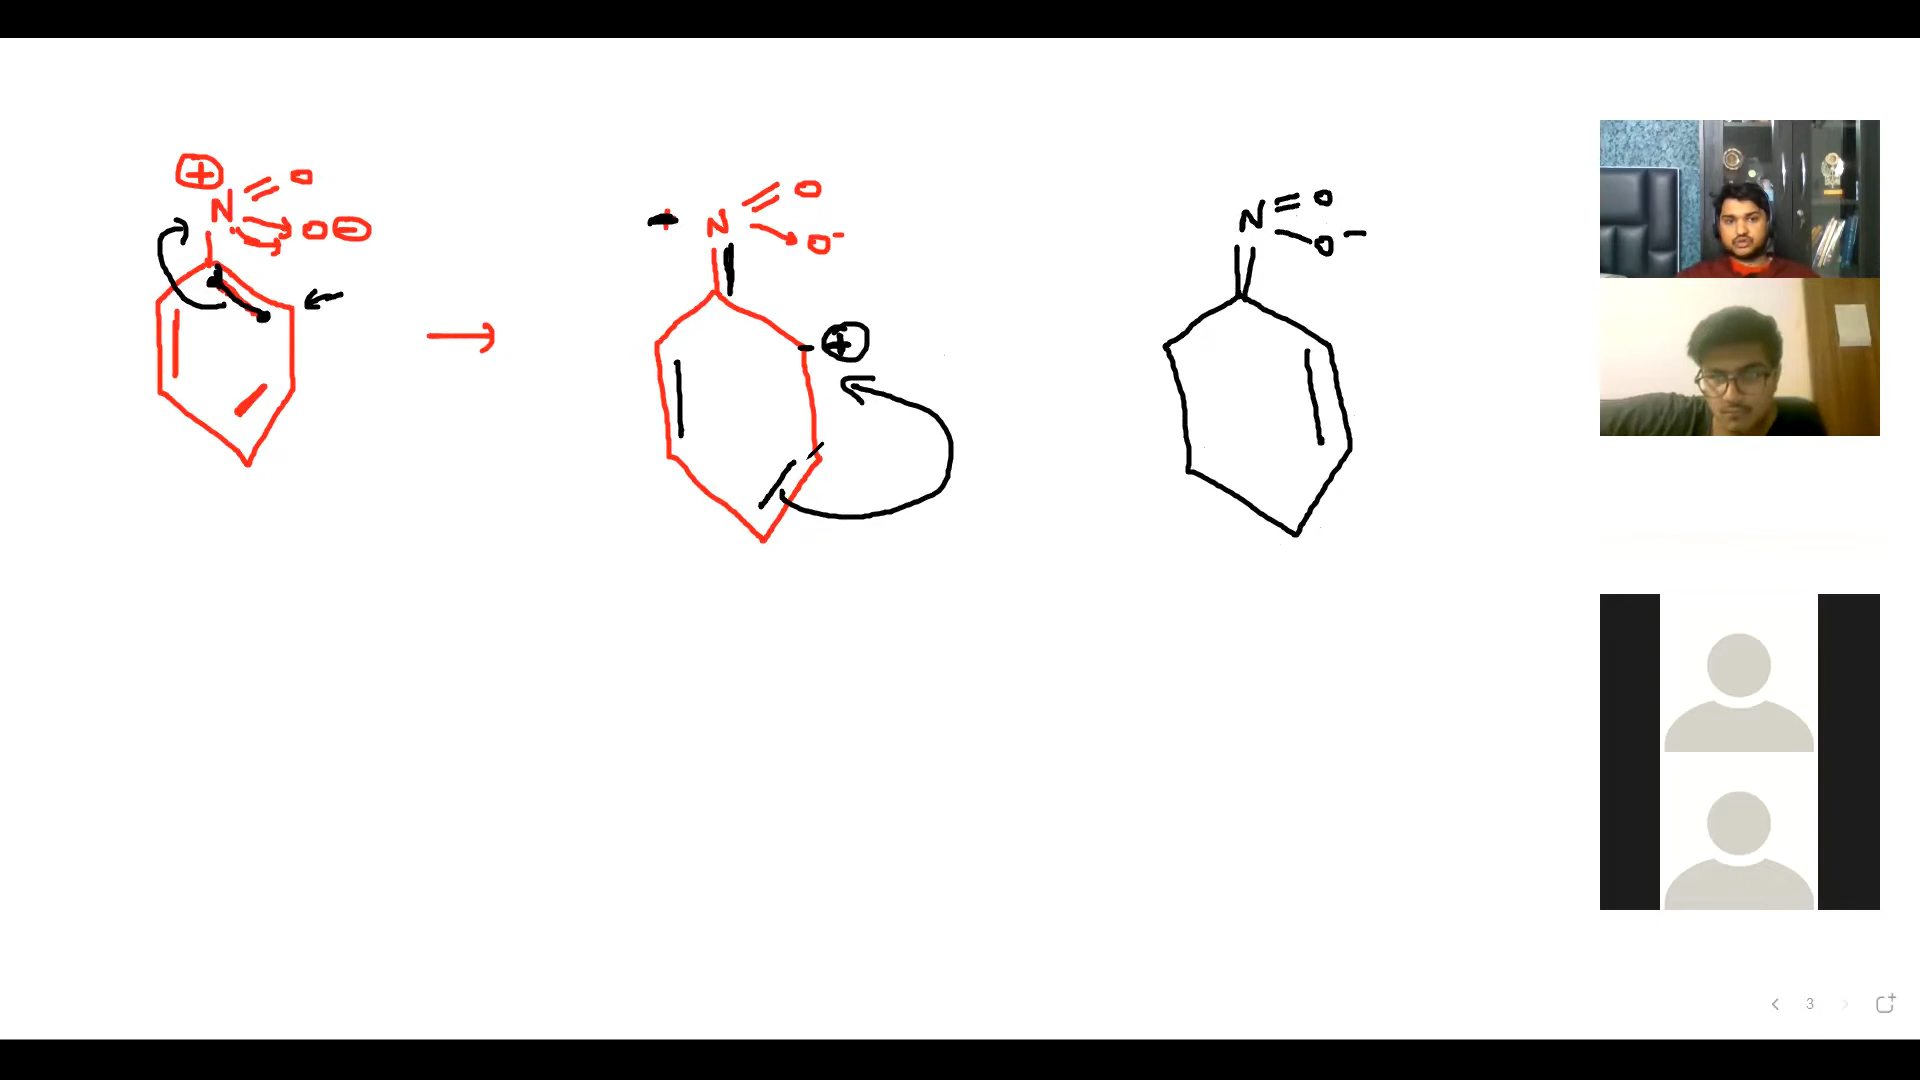 ⊕
N = O
→ O ⊖
+ N = O
→ O -
⊕
N = O
- O -
3